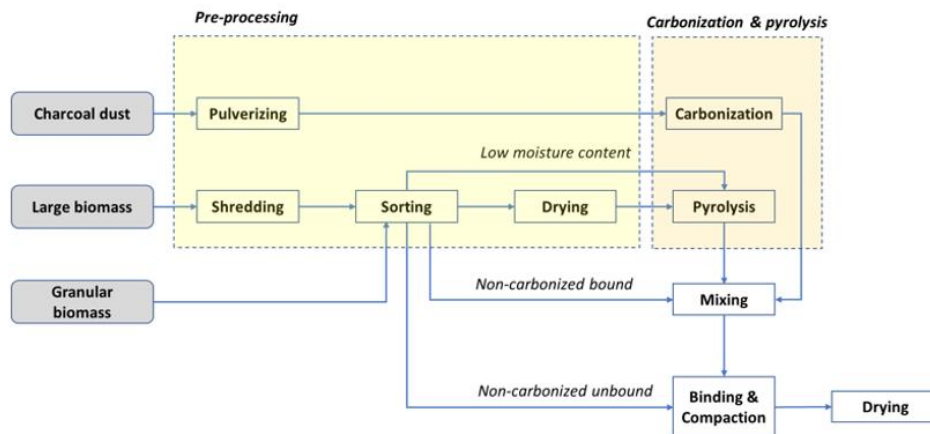 Pre-processing
Carbonization & pyrolysis
Charcoal dust
Pulverizing
Carbonization
Low moisture content
Large biomass
Shredding
Sorting
Drying
Pyrolysis
Granular
biomass
Non-carbonized bound
Mixing
Non-carbonized unbound
Binding &
Compaction
Drying